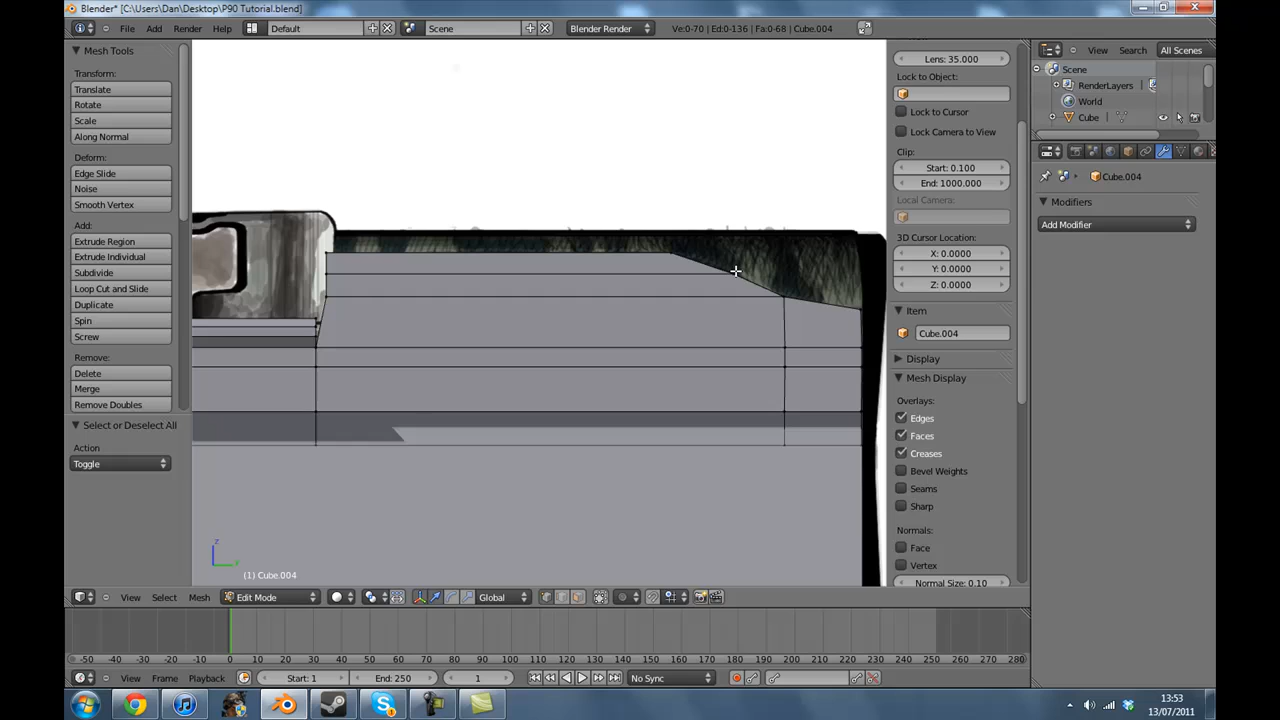 Blender* [C:\Users\Dan\Desktop\P90 Tutorial.blend]
File Add Render Help Default Scene Blender Render Ve:0-70 | Ed:0-136 | Fa:0-68 | Cube.004
Mesh Tools
Transform:
Translate
Rotate
Scale
Along Normal
Deform:
Edge Slide
Noise
Smooth Vertex
Add:
Extrude Region
Extrude Individual
Subdivide
Loop Cut and Slide
Duplicate
Spin
Screw
Remove:
Delete
Merge
Remove Doubles
Select or Deselect All
Action
Toggle
z
(1) Cube.004
Lens: 35.000
Lock to Object:
Lock to Cursor
Lock Camera to View
Clip:
Start: 0.100
End: 1000.000
Local Camera:
3D Cursor Location:
X: 0.0000
Y: 0.0000
Z: 0.0000
Item
Cube.004
Display
Mesh Display
Overlays:
Edges
Faces
Creases
Bevel Weights
Seams
Sharp
Normals:
Face
Vertex
Normal Size: 0.10
View Search All Scenes
Scene
RenderLayers
World
Cube
Cube.004
Modifiers
Add Modifier
View Select Mesh Edit Mode Global
-50 -40 -30 -20 -10 0 10 20 30 40 50 60 70 80 90 100 110 120 130 140 150 160 170 180 190 200 210 220 230 240 250 260 270 280
View Frame Playback Start: 1 End: 250 1 No Sync
13:53
13/07/2011